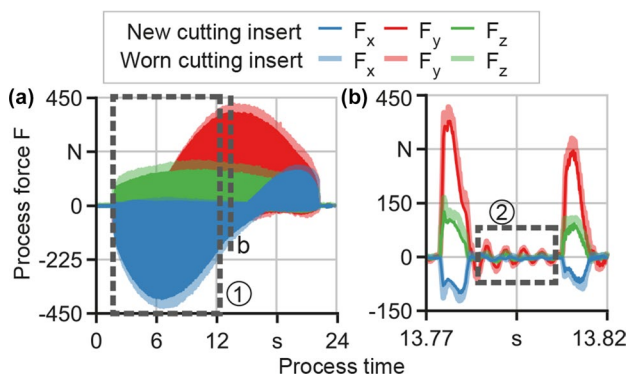 New cutting insert Fx Fy Fz
Worn cutting insert Fx Fy Fz
(a) (b)
Process force F
450
N
0
-225
-450
b
①
0 6 12 s 24
450
N
150
0
-150
②
13.77 s 13.82
Process time